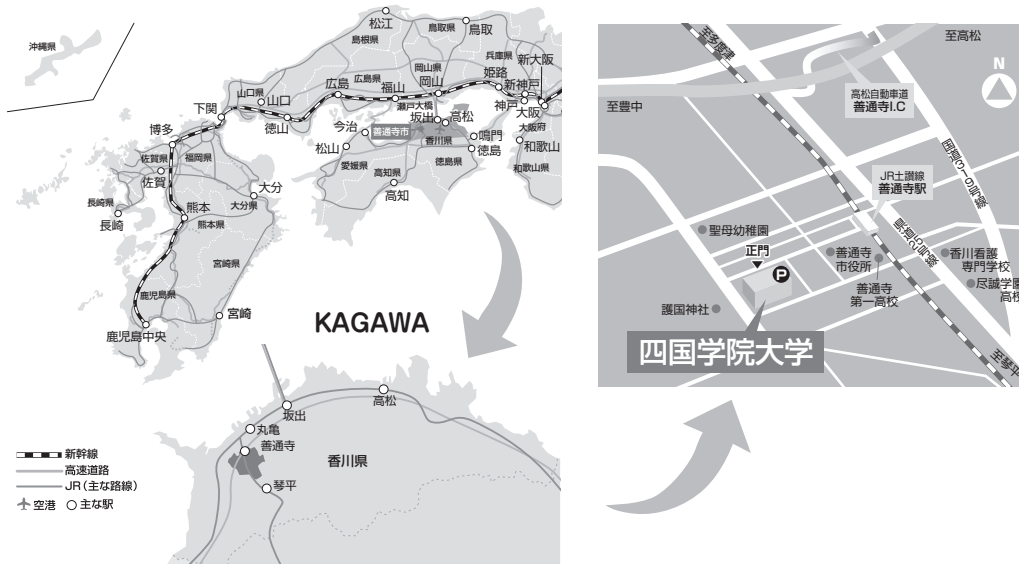 沖縄県
松江
鳥取県
鳥取
島根県
兵庫県
新大阪
広島
広島県
福山
岡山県
岡山
姫路
新神戸
山口県
山口
下関
徳山
瀬戸大橋
坂出
高松
神戸
大阪
大阪府
今治
善通寺市
香川県
鳴門
徳島
和歌山
和歌山県
松山
愛媛県
高知県
徳島県
高知
博多
佐賀県
福岡県
佐賀
大分
長崎県
大分県
長崎
熊本
熊本県
宮崎県
鹿児島県
宮崎
鹿児島中央
KAGAWA
坂出
高松
丸亀
善通寺
香川県
琴平
新幹線
高速道路
JR(主な路線)
空港
主な駅
至多度津
至高松
N
高松自動車道
善通寺I.C
至豊中
国道319号線
JR土讃線
善通寺駅
県道25号線
聖母幼稚園
正門
P
善通寺
市役所
香川看護
専門学校
尽誠学園
高校
善通寺
第一高校
護国神社
四国学院大学
至琴平